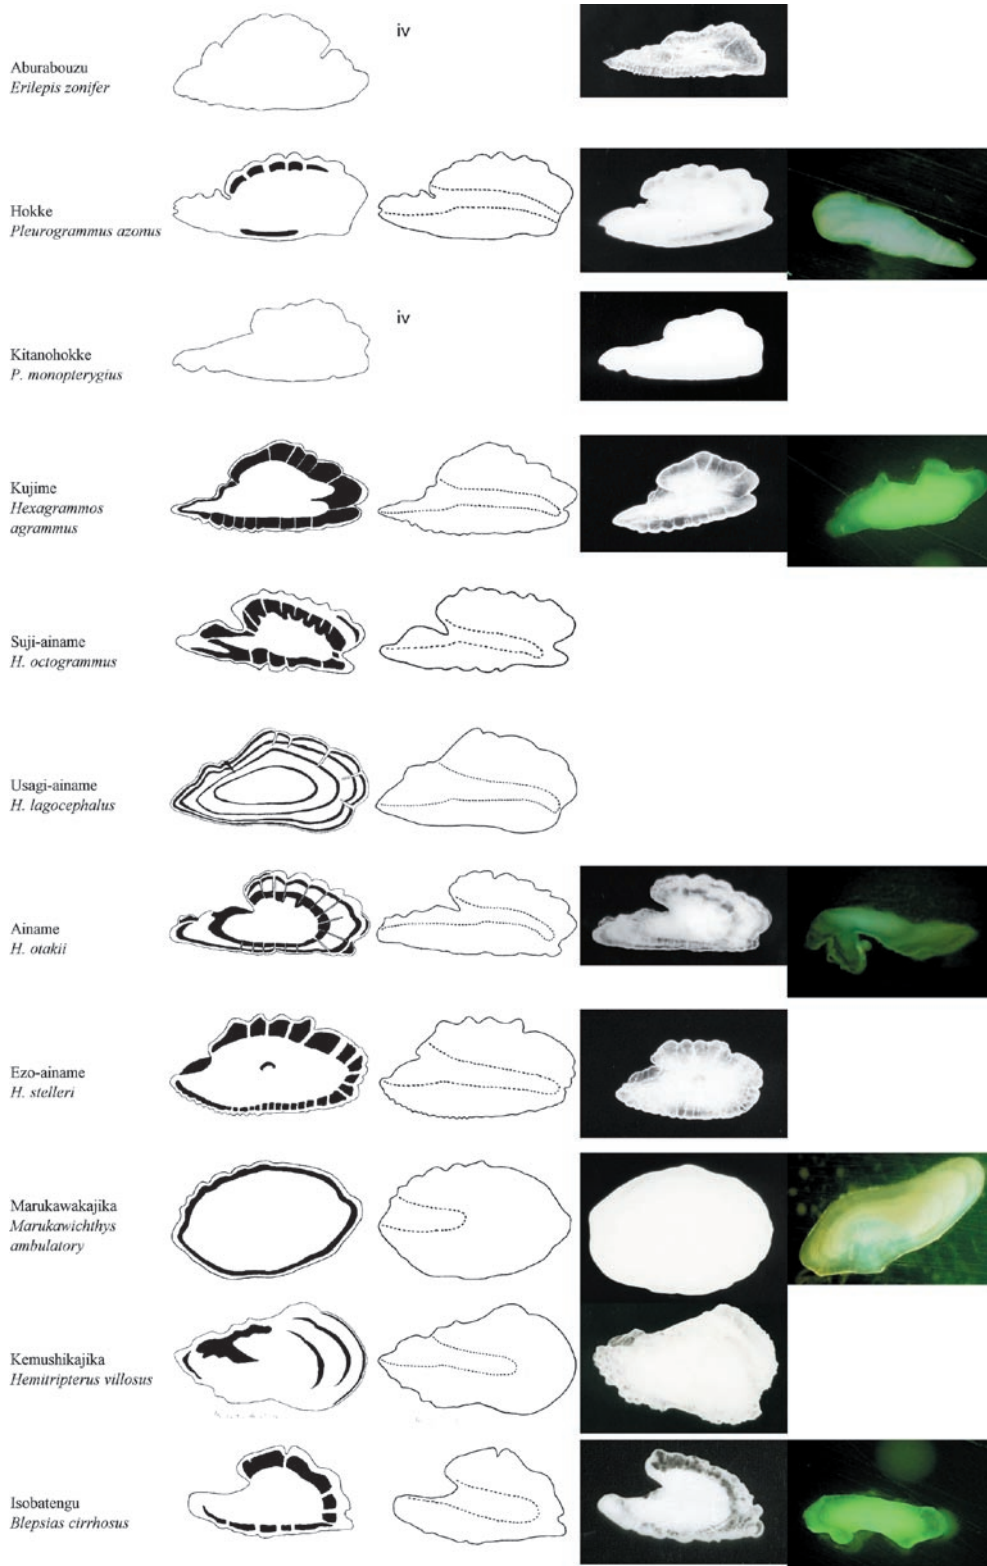 Aburabouzu
Erilepis zonifer
iv
Hokke
Pleurogrammus azonus
Kitanohokke
P. monopterygius
iv
Kujime
Hexagrammos
agrammus
Suji-ainame
H. octogrammus
Usagi-ainame
H. lagocephalus
Ainame
H. otakii
Ezo-ainame
H. stelleri
Marukawakajika
Marukawichthys
ambulatory
Kemushikajika
Hemitripterus villosus
Isobatengu
Blepsias cirrhosus